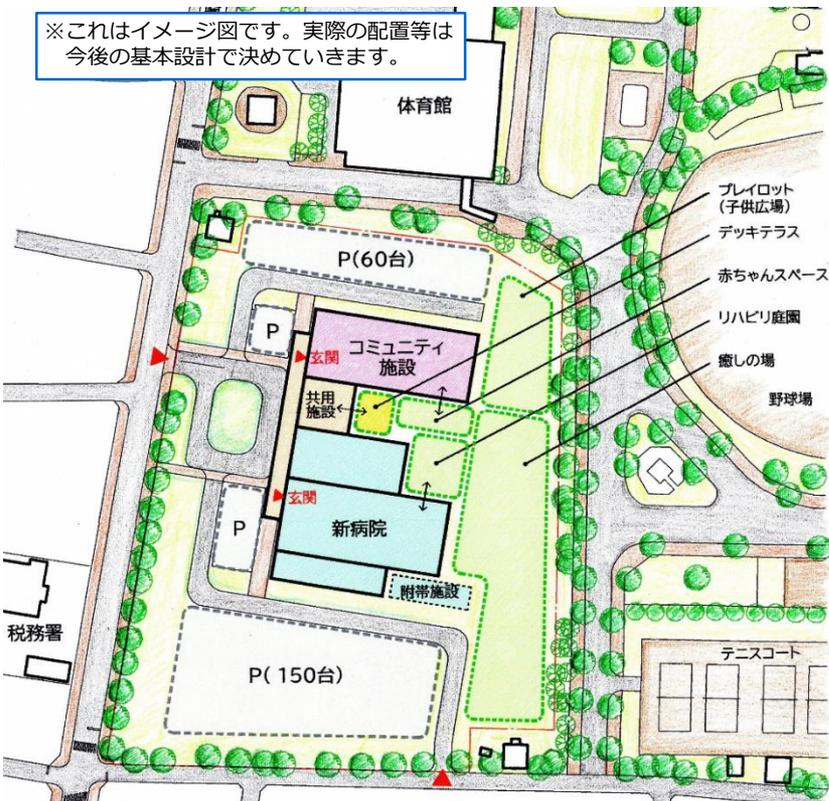 ※これはイメージ図です。実際の配置等は
今後の基本設計で決めていきます。
体育館
プレイロット
(子供広場)
デッキテラス
赤ちゃんスペース
リハビリ庭園
癒しの場
野球場
P(60台)
P
コミュニティ
施設
玄関
共用
施設
玄関
P
新病院
附帯施設
税務署
P(150台)
テニスコート